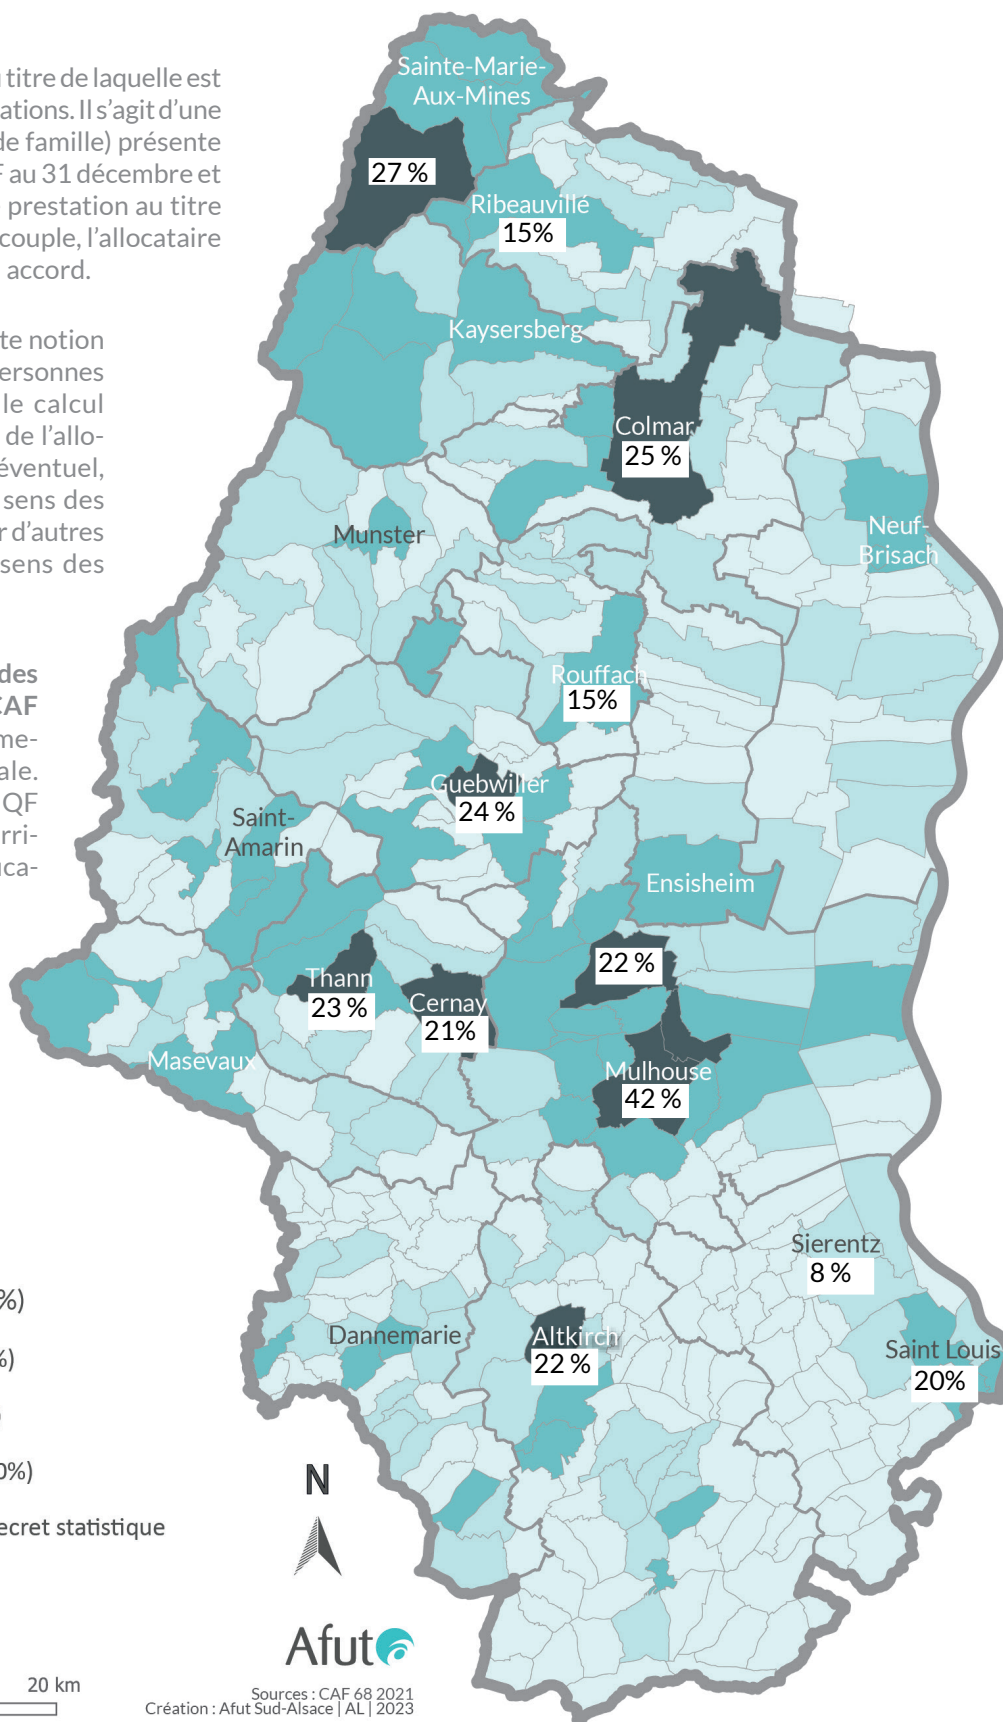 titre de laquelle est
ations. Il s’agit d’une
de famille) présente
F au 31 décembre et
prestation au titre
couple, l’allocataire
accord.
te notion
ersonnes
le calcul
de l’allo-
éventuel,
sens des
r d’autres
sens des
des
CAF
me-
ale.
QF
rri-
uca-
Sainte-Marie-
Aux-Mines
27 %
Ribeauvillé
15%
Kaysersberg
Colmar
25 %
Munster
Neuf-
Brisach
Rouffach
15%
Guebwiller
24 %
Saint-
Amarin
Ensisheim
22 %
Thann
23 %
Cernay
21%
Masevaux
Mulhouse
42 %
Sierentz
8 %
Dannemarie
Altkirch
22 %
Saint Louis
20%
%)
%)
)
0%)
ecret statistique
N
Afut
20 km
Sources : CAF 68 2021
Création : Afut Sud-Alsace | AL | 2023